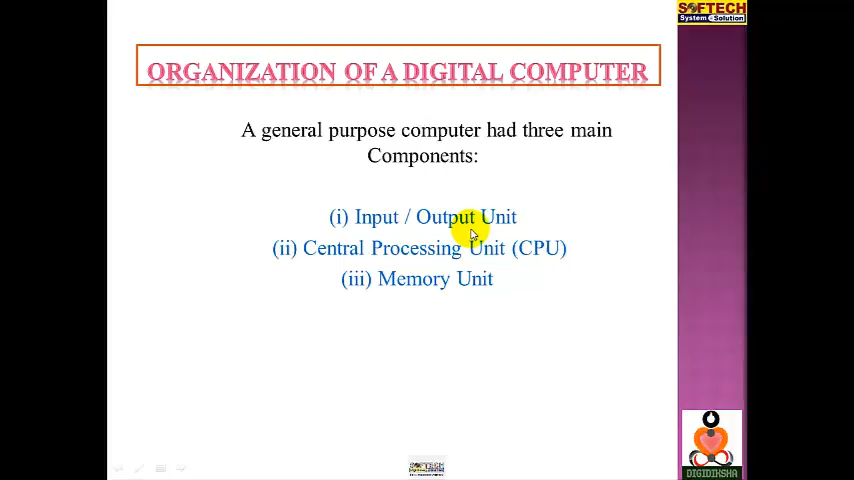 SOFTECH
System e Solution
ORGANIZATION OF A DIGITAL COMPUTER
A general purpose computer had three main
Components:
(i) Input / Output Unit
(ii) Central Processing Unit (CPU)
(iii) Memory Unit
SOFTECH
DIGIDIKSHA